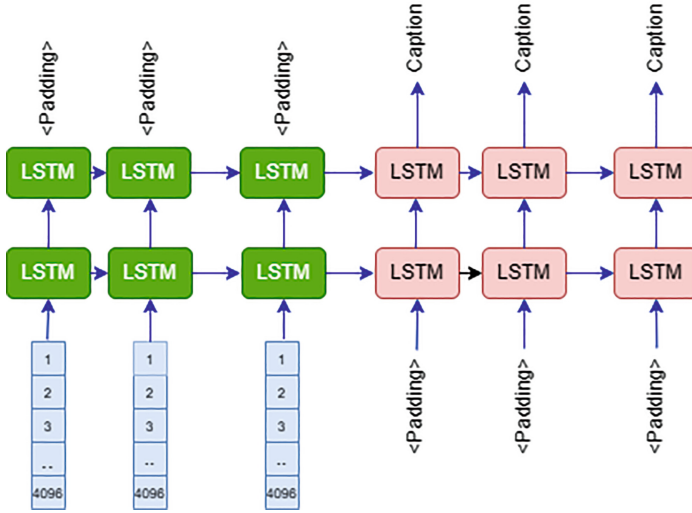 <Padding>
<Padding>
<Padding>
Caption
Caption
Caption
LSTM
LSTM
LSTM
LSTM
LSTM
LSTM
LSTM
LSTM
LSTM
LSTM
LSTM
LSTM
1
2
3
..
4096
1
2
3
..
4096
1
2
3
..
4096
<Padding>
<Padding>
<Padding>